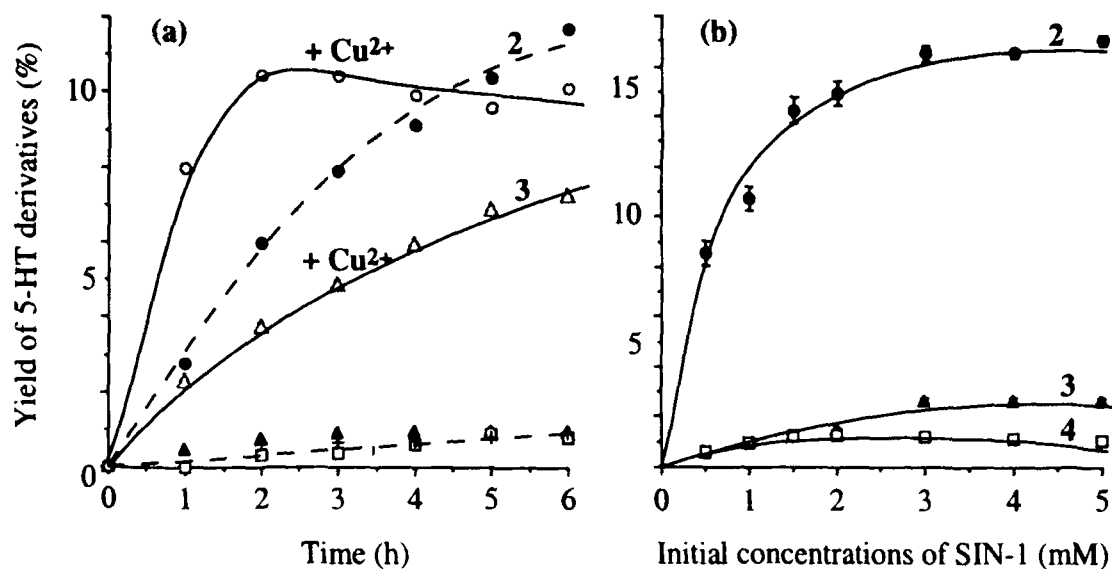 (a)
+ Cu²⁺
2
3
+ Cu²⁺
Yield of 5-HT derivatives (%)
10
5
0
0 1 2 3 4 5 6
Time (h)
(b)
2
3
4
15
10
5
0
0 1 2 3 4 5
Initial concentrations of SIN-1 (mM)